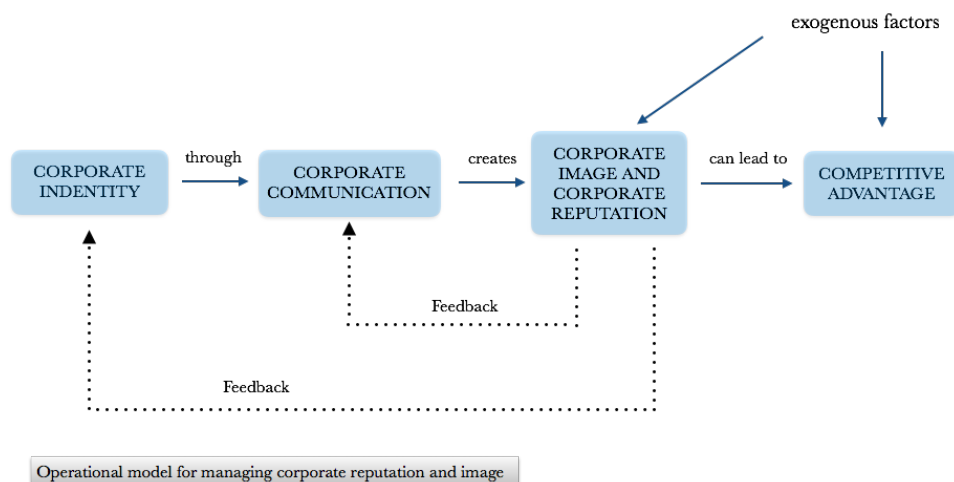 exogenous factors
through
creates
can lead to
CORPORATE
INDENTITY
CORPORATE
COMMUNICATION
CORPORATE
IMAGE AND
CORPORATE
REPUTATION
COMPETITIVE
ADVANTAGE
Feedback
Feedback
Operational model for managing corporate reputation and image